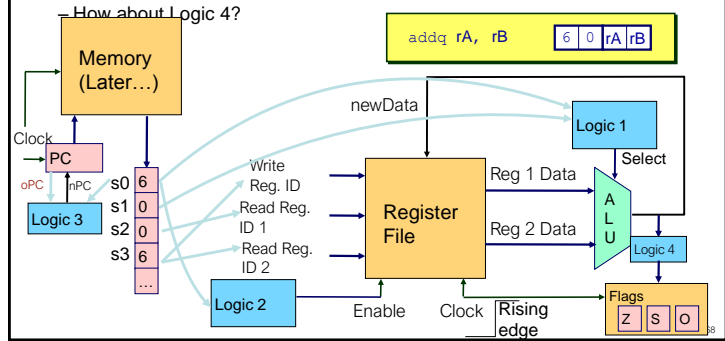 – How about Logic 4?
addq rA, rB
6 0 rA rB
Memory
(Later…)
newData
Clock
PC
Logic 1
Select
oPC
nPC
Logic 3
s0 6
s1 0
s2 0
s3 6
...
Write
Reg. ID
Read Reg.
ID 1
Read Reg.
ID 2
Register
File
Reg 1 Data
Reg 2 Data
A
L
U
Logic 4
Logic 2
Enable
Clock
Rising
edge
Flags
Z S O
68